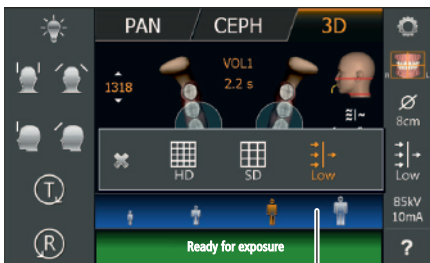 PAN
CEPH
3D
VOL1
1318
2.2 s
R L
8cm
HD
SD
Low
Low
85kV
10mA
T
R
Ready for exposure
?